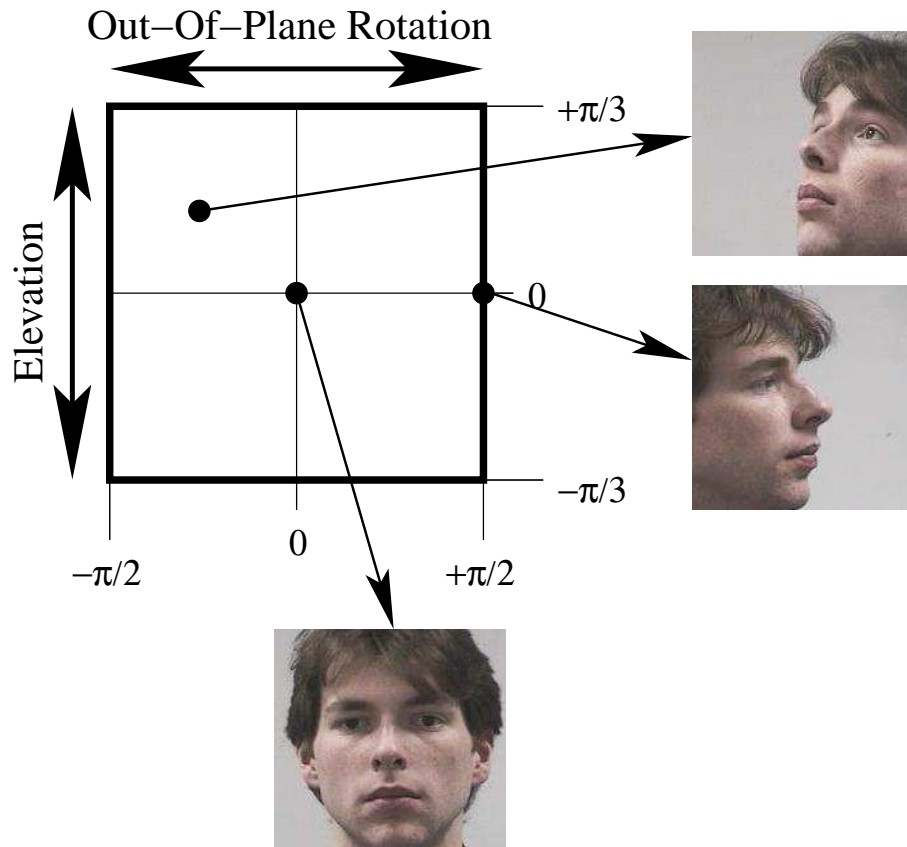 Out−Of−Plane Rotation
+π/3
Elevation
0
−π/3
0
−π/2
+π/2